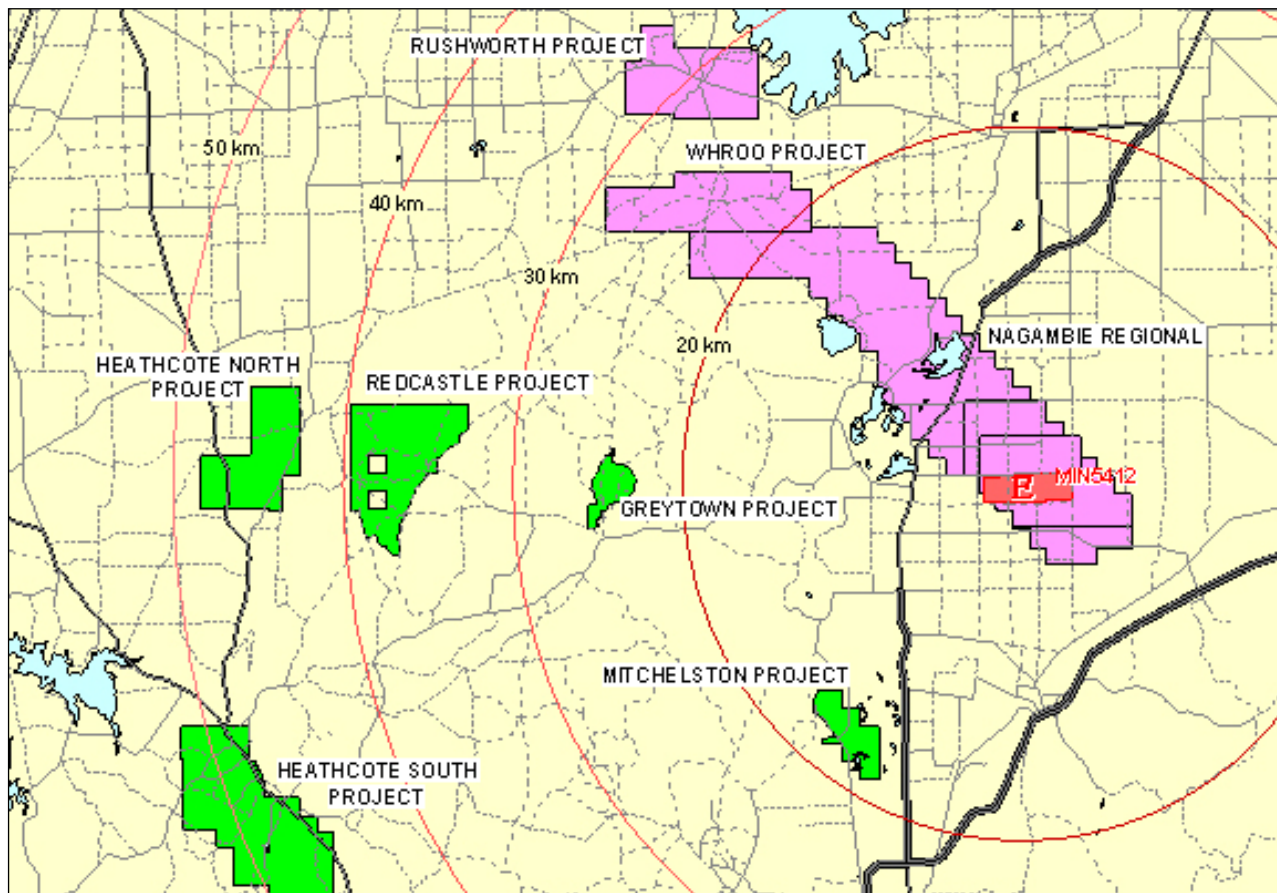 RUSHWORTH PROJECT
50 km
WHROO PROJECT
40 km
30 km
NAGAMBIE REGIONAL
20 km
HEATHCOTE NORTH
PROJECT
REDCASTLE PROJECT
MIN5412
E
GREYTOWN PROJECT
MITCHELSTON PROJECT
HEATHCOTE SOUTH
PROJECT